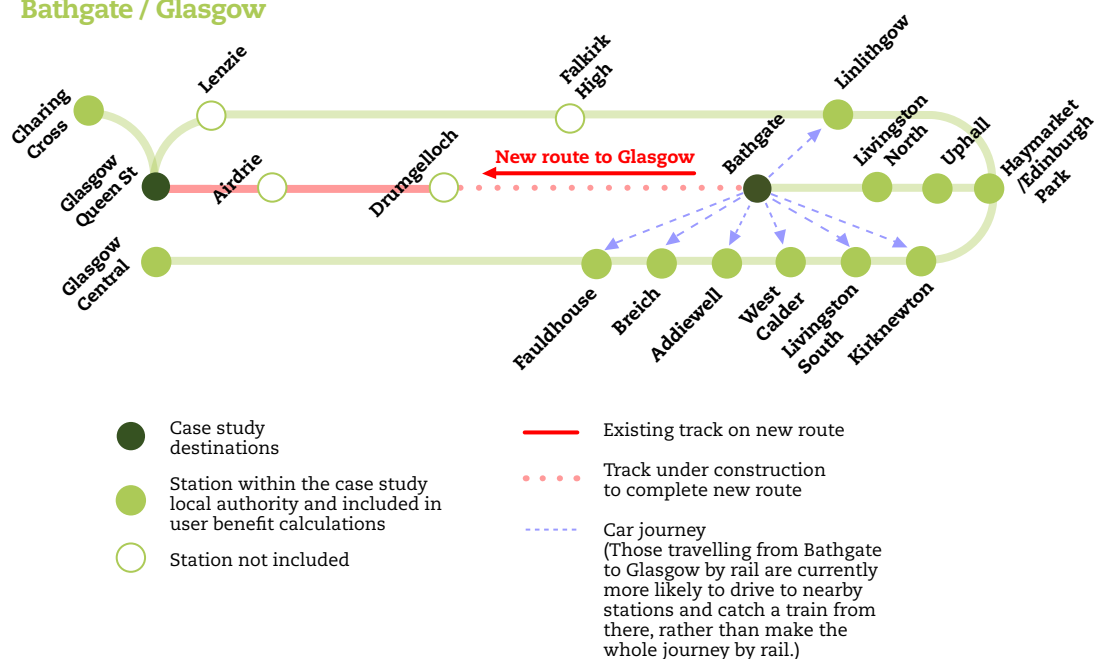 Bathgate / Glasgow
Charing
Cross
Lenzie
Falkirk
High
Linlithgow
Glasgow
Queen St
Airdrie
Drumgelloch
New route to Glasgow
Bathgate
Livingston
North
Uphall
Haymarket
/Edinburgh
Park
Glasgow
Central
Fauldhouse
Breich
Addiewell
West
Calder
Livingston
South
Kirknewton
Case study
destinations
Station within the case study
local authority and included in
user benefit calculations
Station not included
Existing track on new route
Track under construction
to complete new route
Car journey
(Those travelling from Bathgate
to Glasgow by rail are currently
more likely to drive to nearby
stations and catch a train from
there, rather than make the
whole journey by rail.)